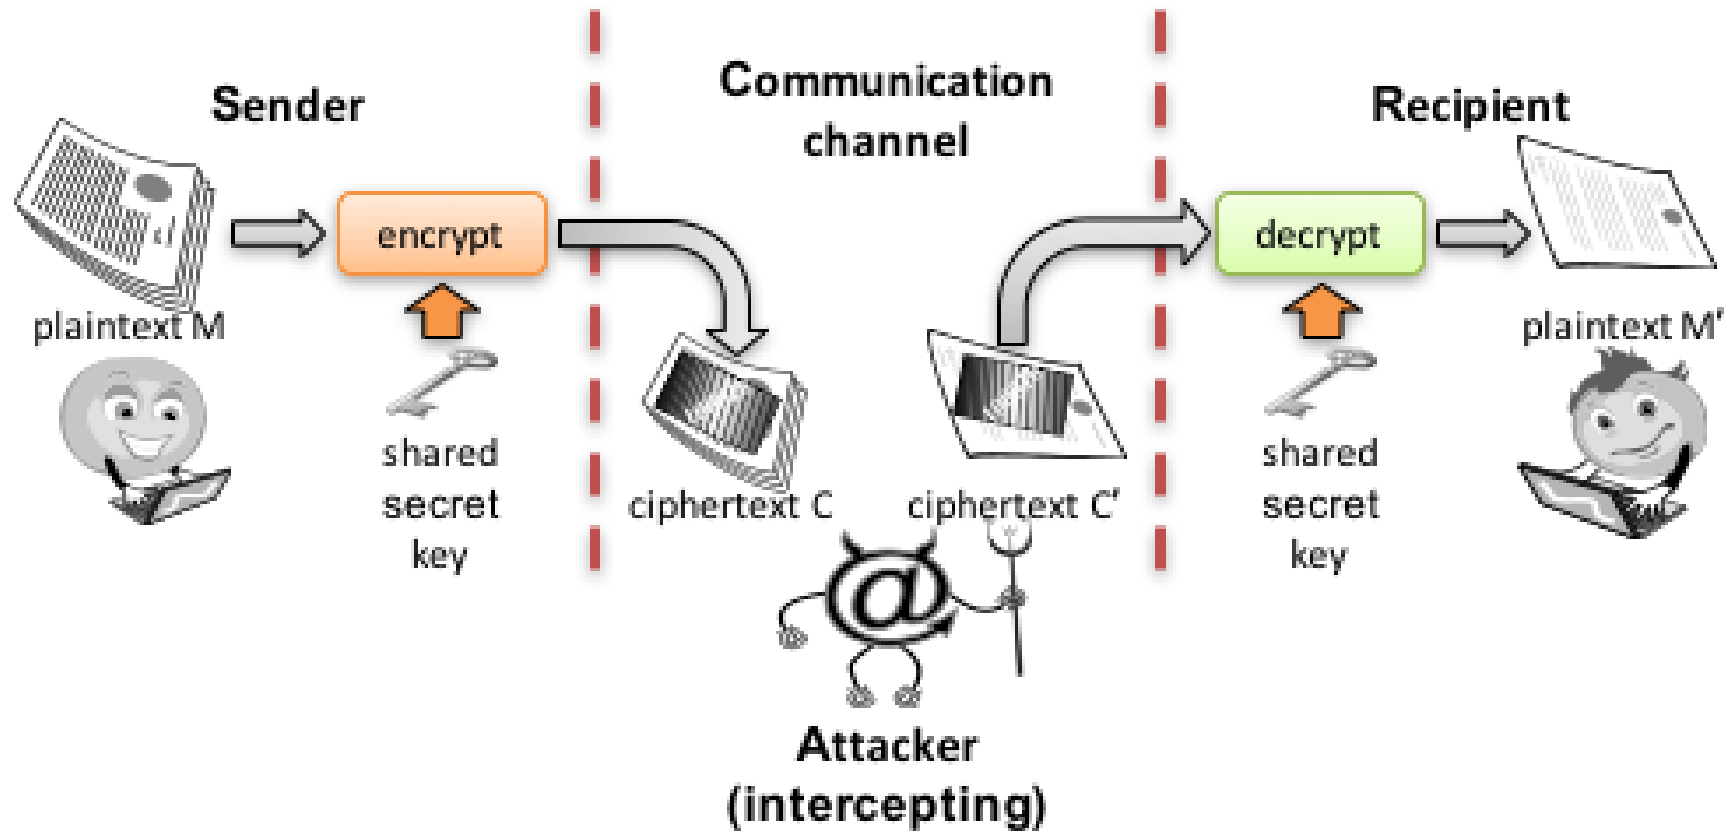 Sender
Communication
channel
Recipient
encrypt
decrypt
plaintext M
plaintext M′
shared
secret
key
ciphertext C
ciphertext C′
shared
secret
key
@
Attacker
(intercepting)